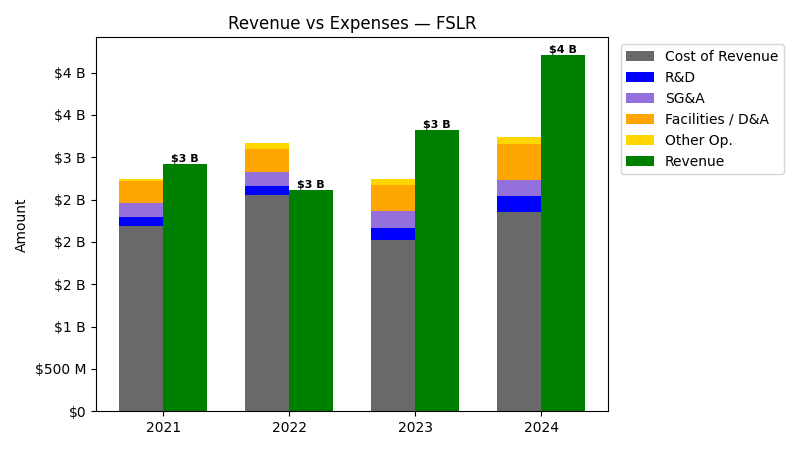 Revenue vs Expenses — FSLR
Amount
$4 B
$4 B
$3 B
$2 B
$2 B
$2 B
$1 B
$500 M
$0
$3 B
$3 B
$3 B
$4 B
2021
2022
2023
2024
Cost of Revenue
R&D
SG&A
Facilities / D&A
Other Op.
Revenue